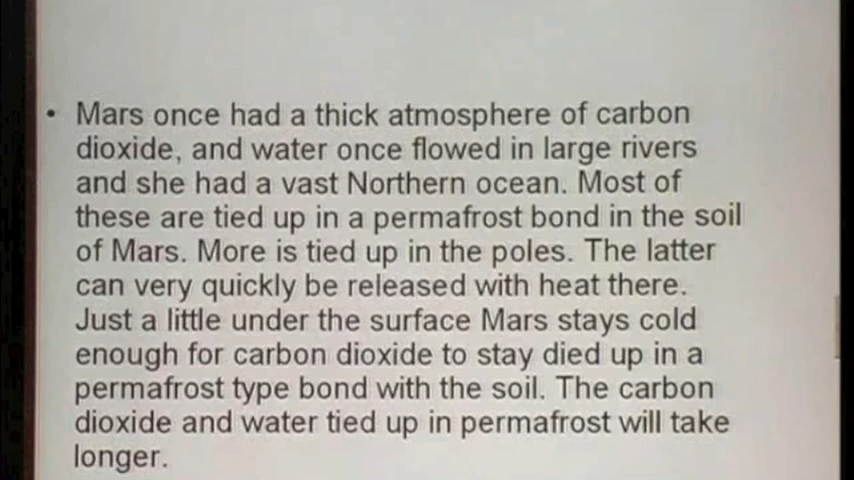 • Mars once had a thick atmosphere of carbon
dioxide, and water once flowed in large rivers
and she had a vast Northern ocean. Most of
these are tied up in a permafrost bond in the soil
of Mars. More is tied up in the poles. The latter
can very quickly be released with heat there.
Just a little under the surface Mars stays cold
enough for carbon dioxide to stay died up in a
permafrost type bond with the soil. The carbon
dioxide and water tied up in permafrost will take
longer.